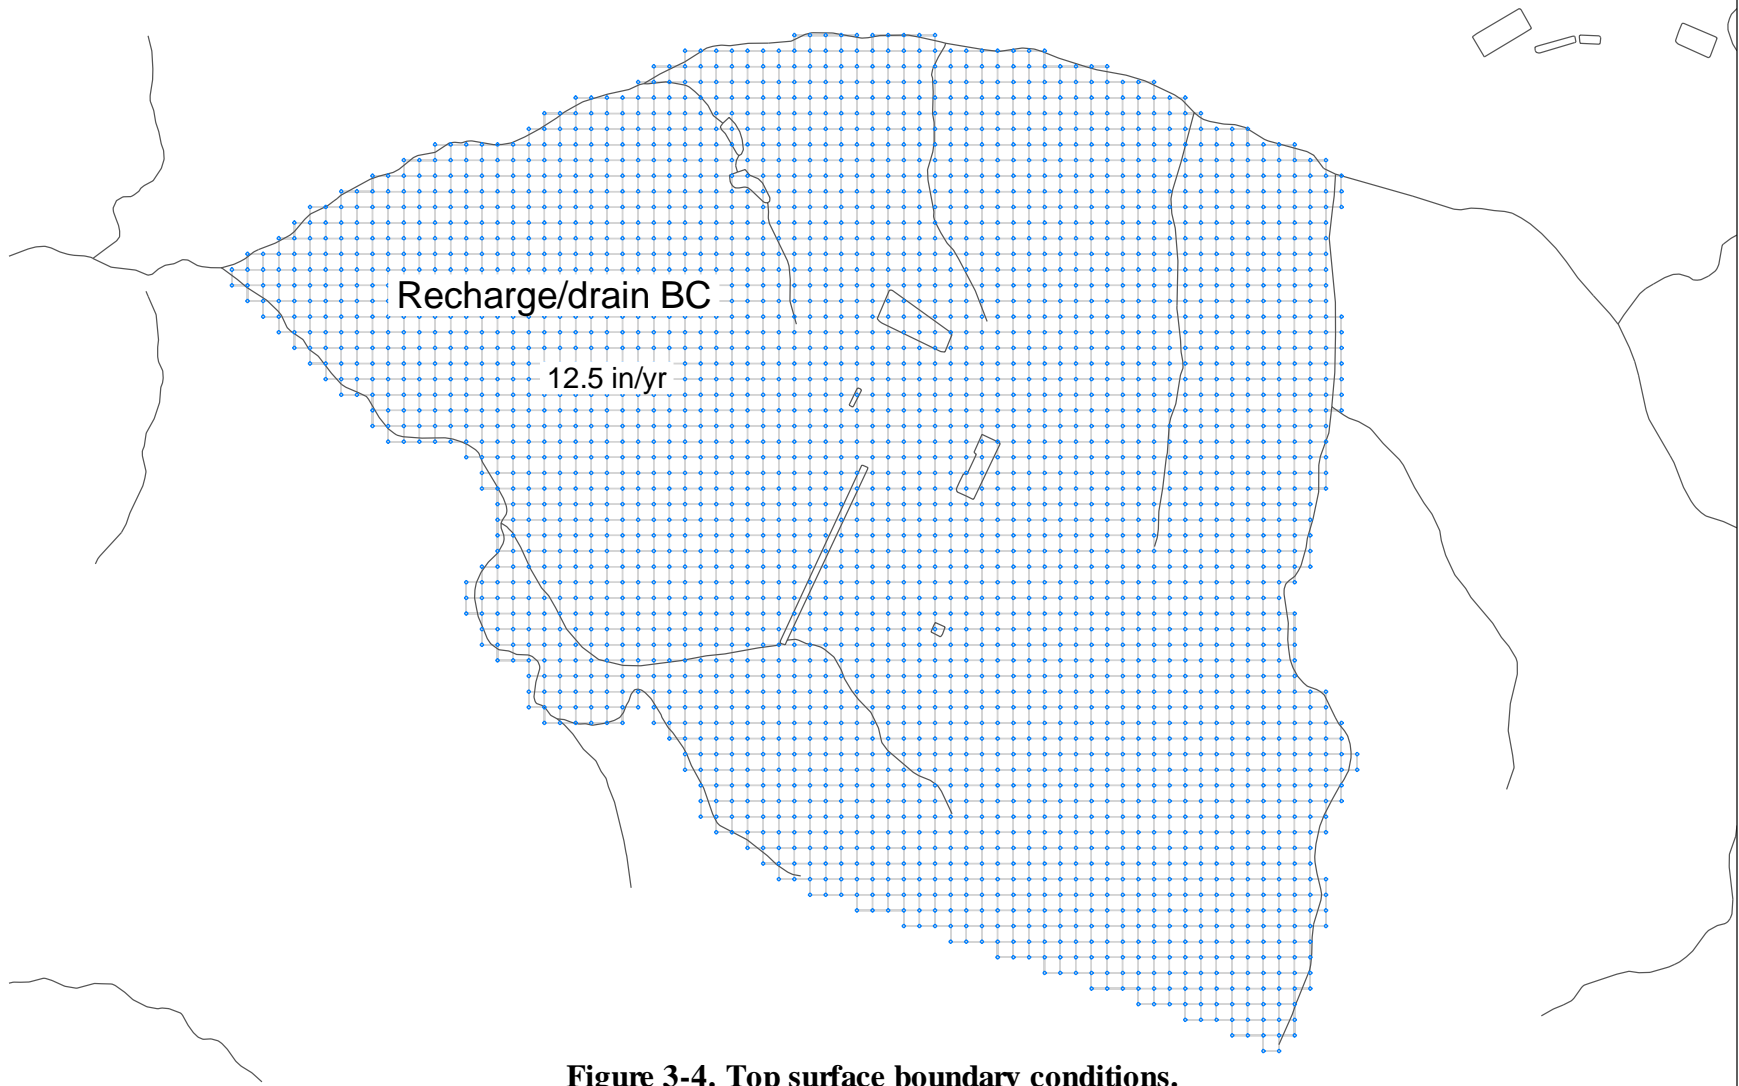 Recharge/drain BC
12.5 in/yr
Figure 3-4. Top surface boundary conditions.